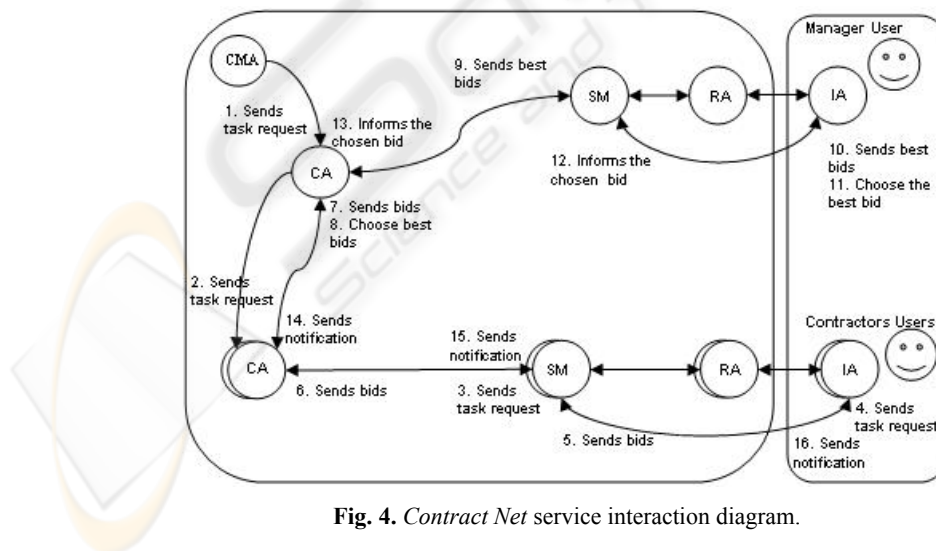 Manager User
CMA
9. Sends best
bids
SM
RA
IA
1. Sends
task request
13. Informs the
chosen bid
12. Informs the
chosen bid
10. Sends best
bids
11. Choose the
best bid
CA
7. Sends bids
8. Choose best
bids
2. Sends
task request
14. Sends
notification
15. Sends
notification
Contractors Users
CA
SM
RA
IA
6. Sends bids
3. Sends
task request
4. Sends
task request
5. Sends bids
16. Sends
notification
Fig. 4. Contract Net service interaction diagram.